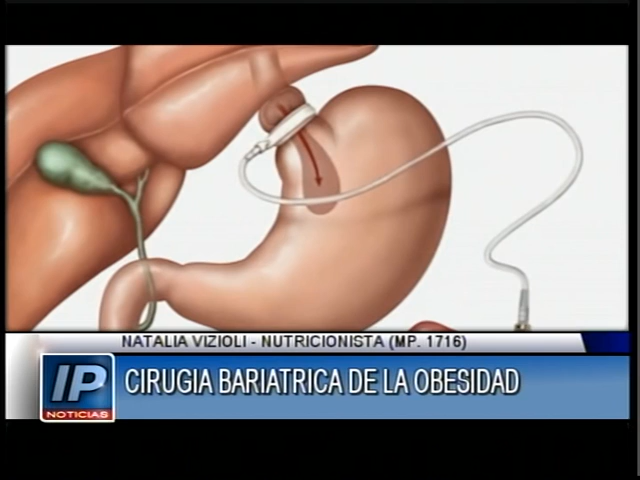 NATALIA VIZIOLI - NUTRICIONISTA (MP. 1716)
IP
NOTICIAS
CIRUGIA BARIATRICA DE LA OBESIDAD